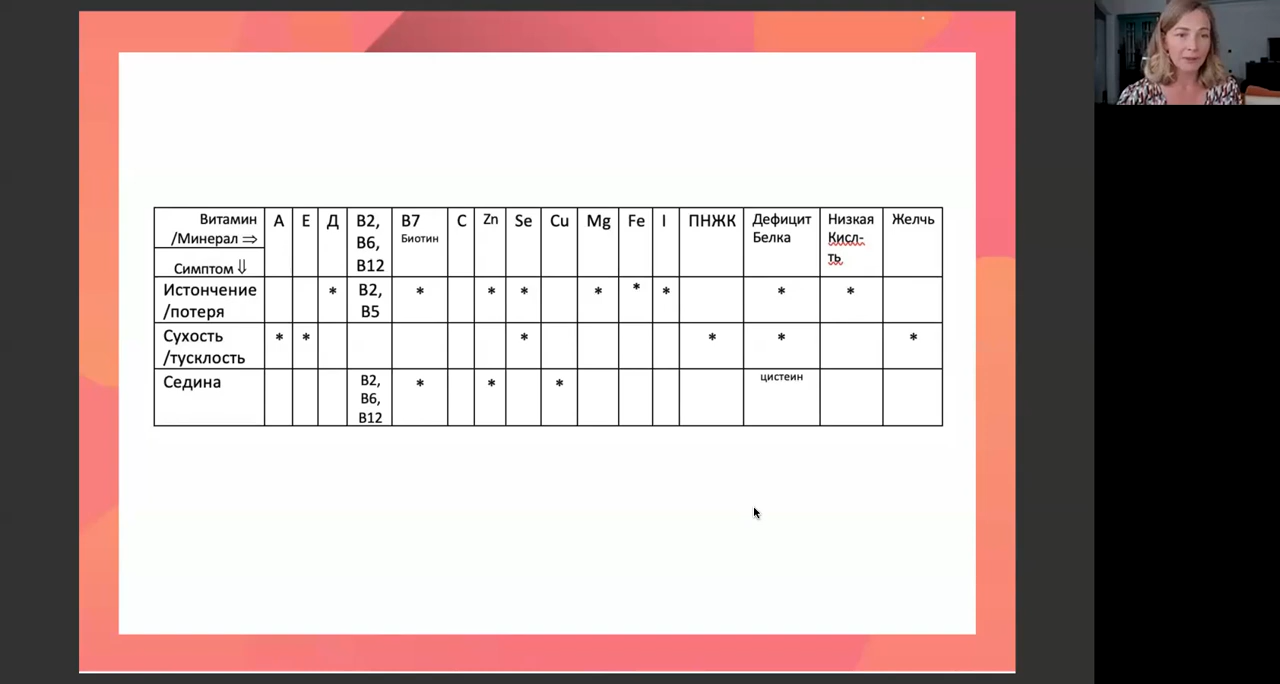 Витамин /Минерал ⇒ А Е Д В2, В6, В12 В7 Биотин С Zn Se Cu Mg Fe I ПНЖК Дефицит Белка Низкая Кисл-ть Желчь
Симптом ⇓
Истончение /потеря * В2, В5 * * * * * * * *
Сухость /тусклость * * * * * *
Седина В2, В6, В12 * * * цистеин